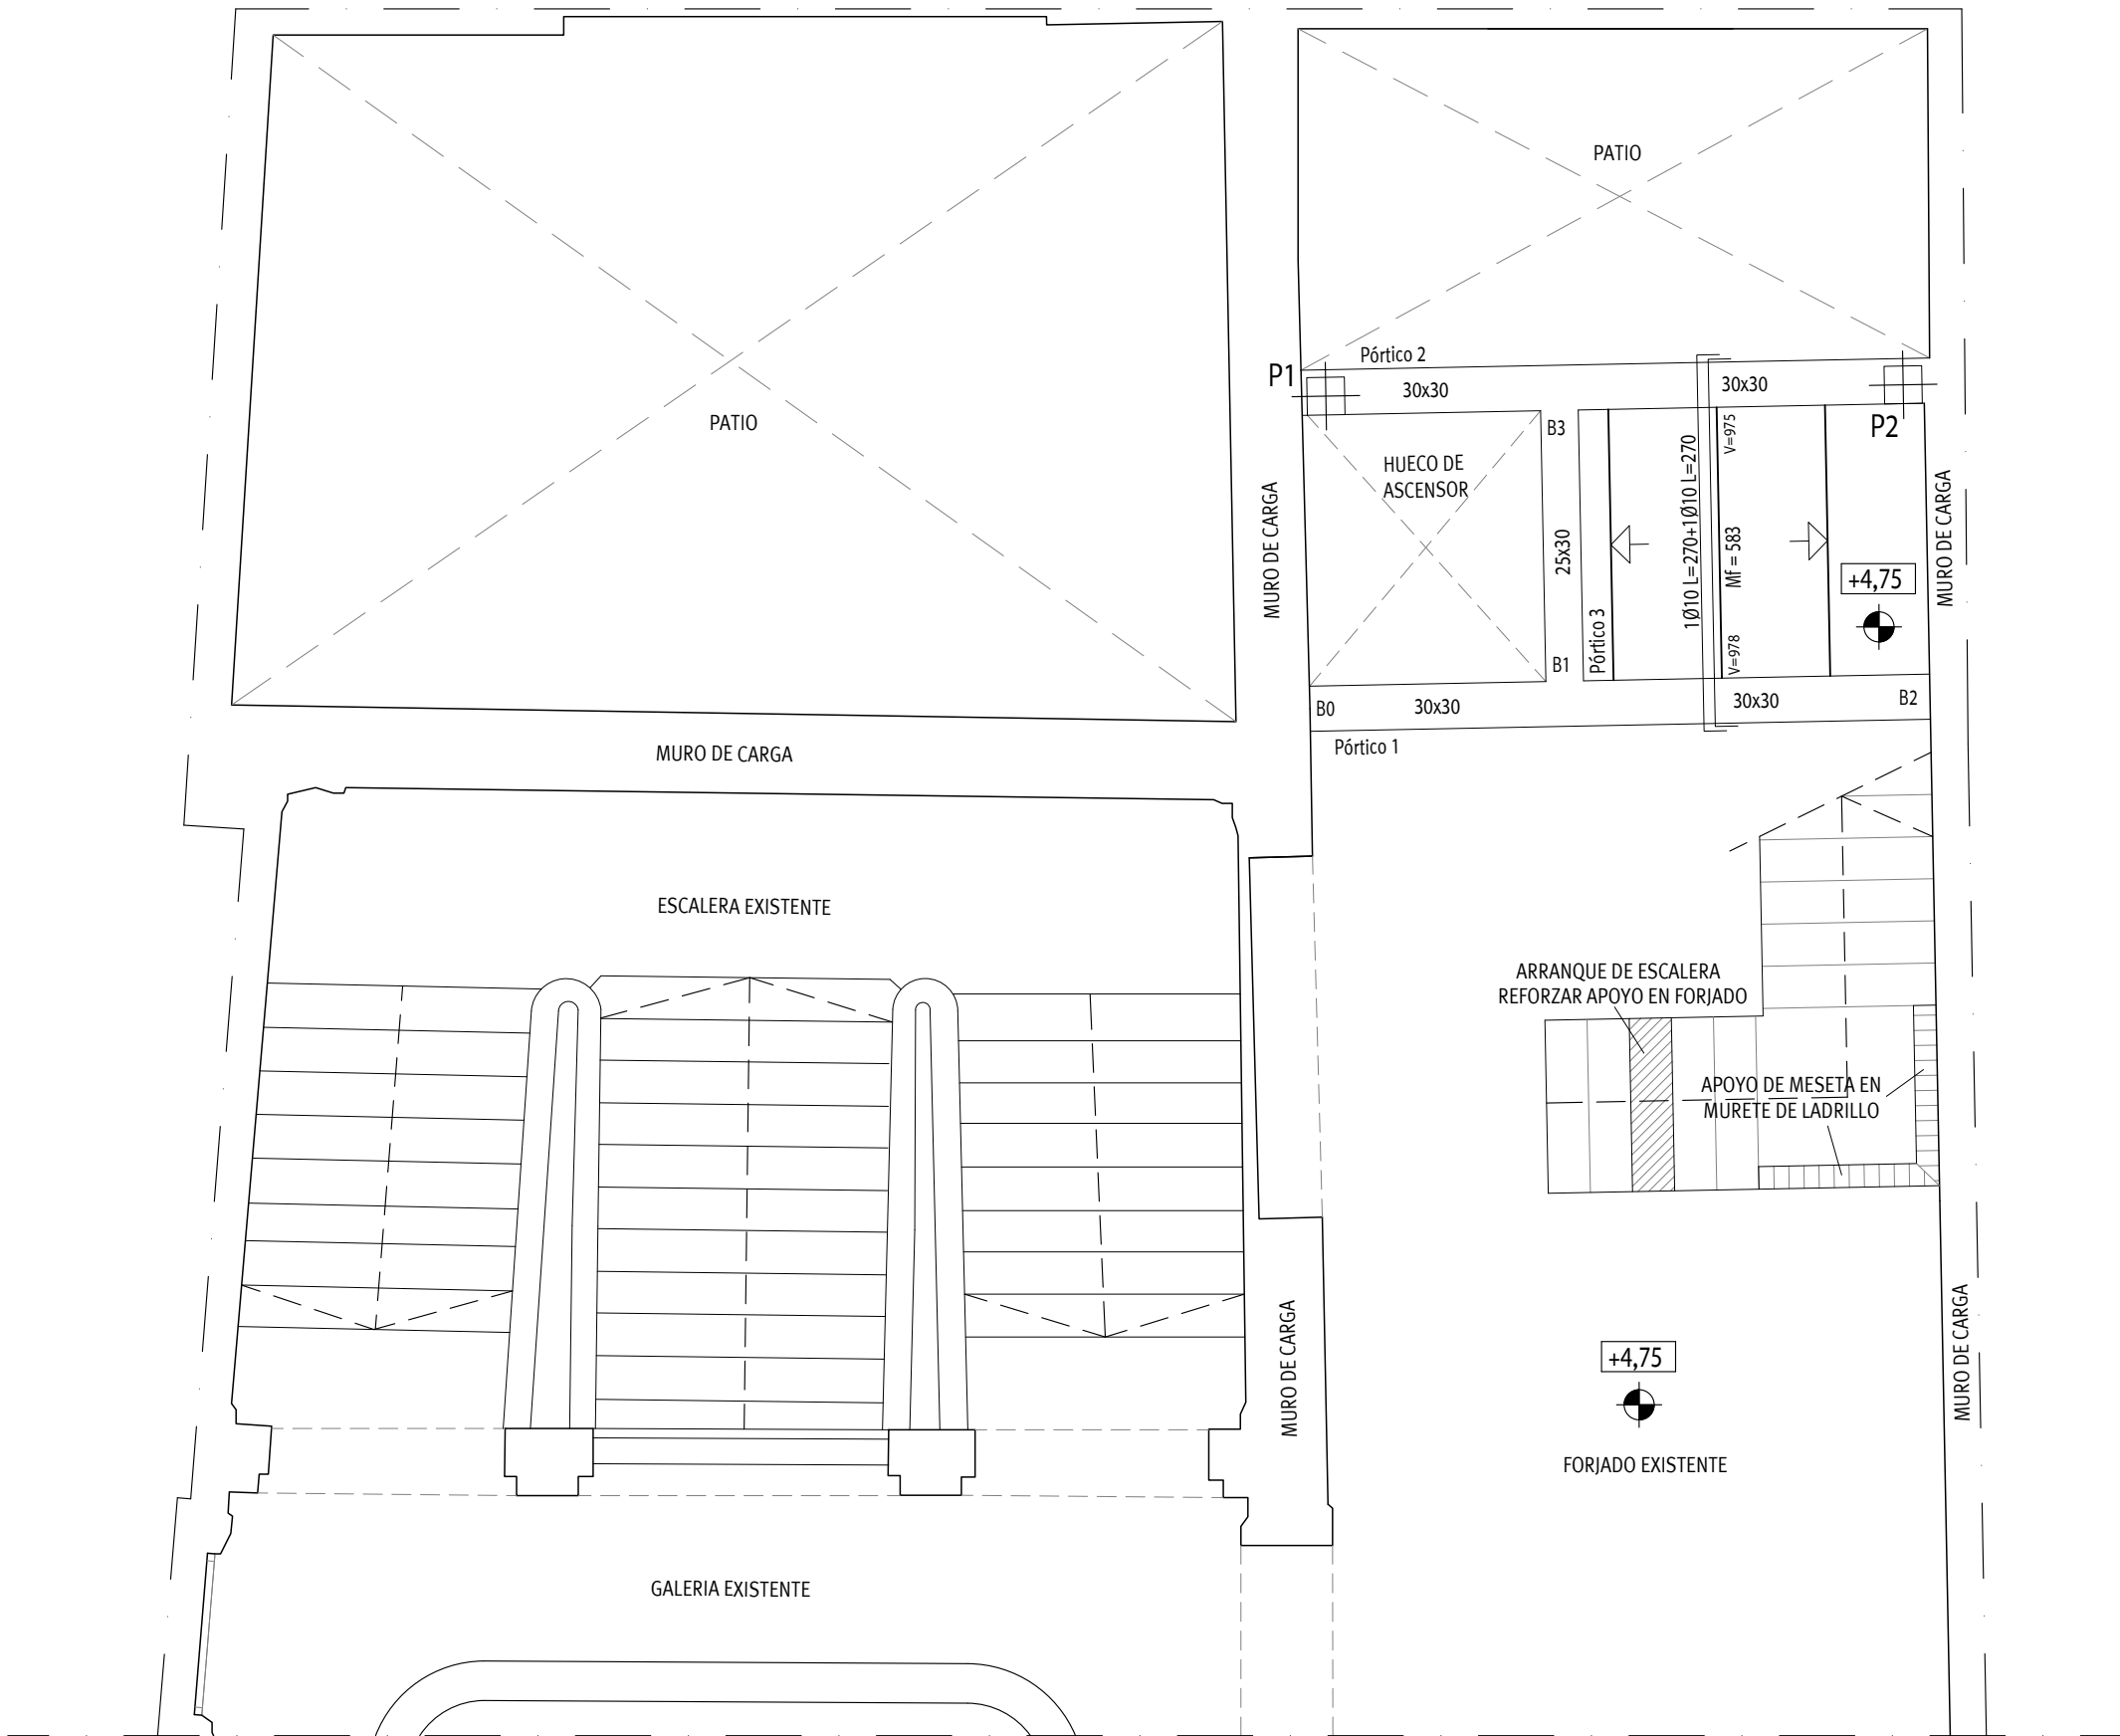 PATIO
Pórtico 2
P1
30x30
30x30
PATIO
B3
P2
HUECO DE
ASCENSOR
MURO DE CARGA
25x30
Pórtico 3
1Ø10 L=270+1Ø10 L=270
V=975
Mf = 583
V=978
+4,75
MURO DE CARGA
B1
B0
30x30
30x30
B2
Pórtico 1
MURO DE CARGA
ESCALERA EXISTENTE
ARRANQUE DE ESCALERA
REFORZAR APOYO EN FORJADO
APOYO DE MESETA EN
MURETE DE LADRILLO
MURO DE CARGA
+4,75
MURO DE CARGA
FORJADO EXISTENTE
GALERIA EXISTENTE